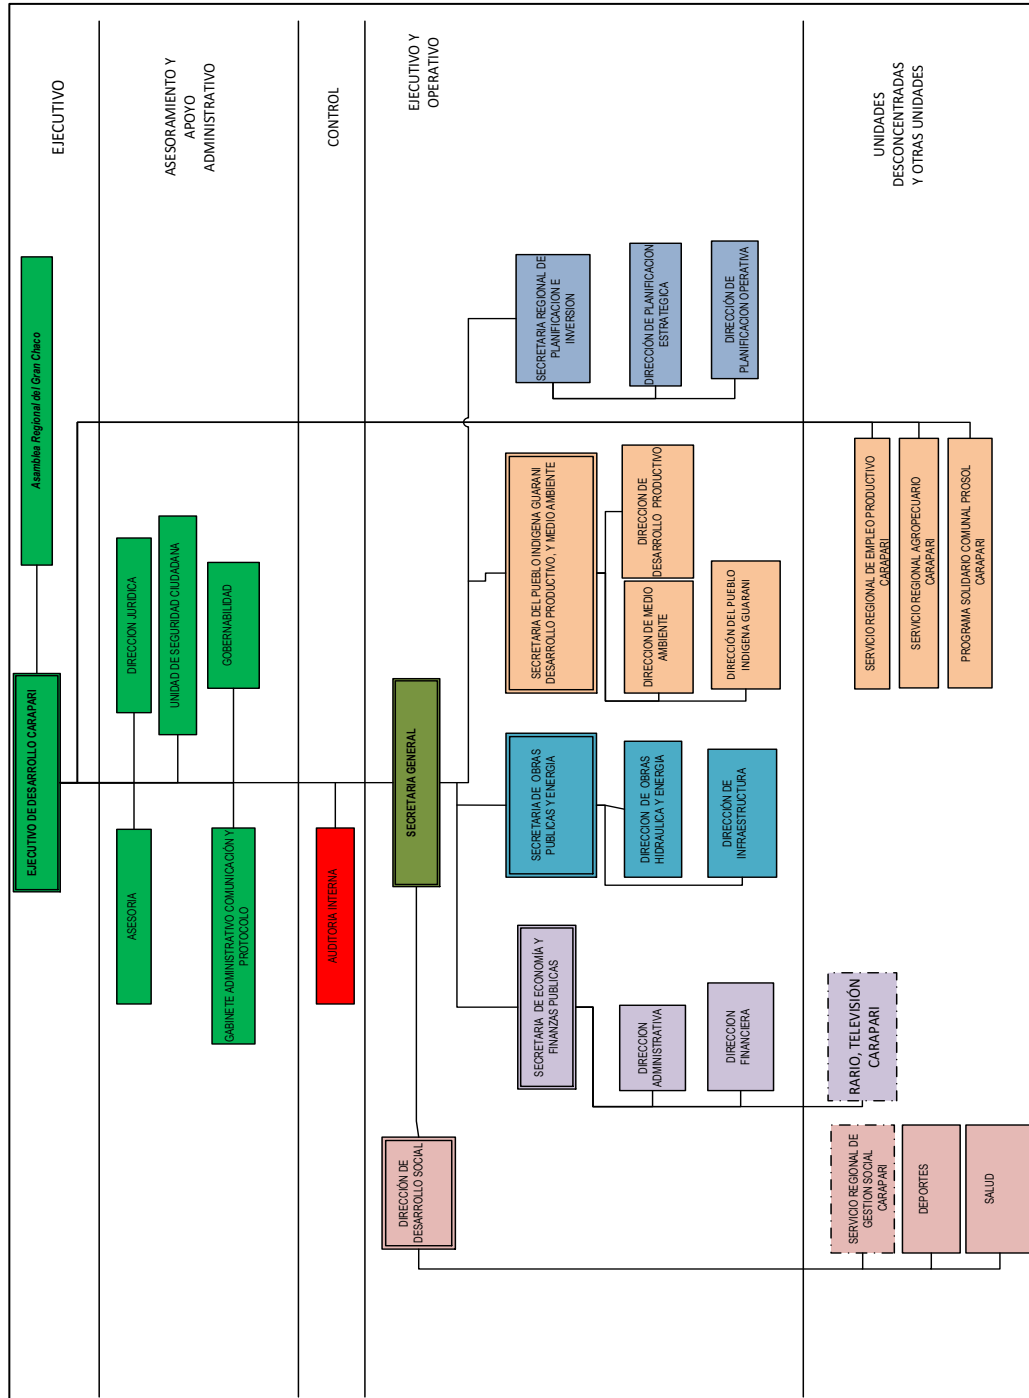 EJECUTIVO
Asamblea Regional del Gran Chaco
EJECUTIVO DE DESARROLLO CARAPARI
ASESORAMIENTO Y
APOYO
ADMINISTRATIVO
ASESORIA
DIRECCION JURIDICA
UNIDAD DE SEGURIDAD CIUDADANA
GABINETE ADMINISTRATIVO COMUNICACIÓN Y
PROTOCOLO
GOBERNABILIDAD
CONTROL
AUDITORIA INTERNA
EJECUTIVO Y
OPERATIVO
SECRETARIA GENERAL
DIRECCIÓN DE
DESARROLLO SOCIAL
SECRETARIA DE ECONOMÍA Y
FINANZAS PUBLICAS
DIRECCION
ADMINISTRATIVA
DIRECCION
FINANCIERA
SECRETARIA DE OBRAS
PUBLICAS Y ENERGIA
DIRECCION DE OBRAS
HIDRAULICA Y ENERGIA
DIRECCIÓN DE
INFRAESTRUCTURA
SECRETARIA DEL PUEBLO INDIGENA GUARANI
DESARROLLO PRODUCTIVO, Y MEDIO AMBIENTE
DIRECCION DE MEDIO
AMBIENTE
DIRECCION DE
DESARROLLO PRODUCTIVO
DIRECCIÓN DEL PUEBLO
INDIGENA GUARANI
SECRETARIA REGIONAL DE
PLANIFICACION E
INVERSION
DIRECCIÓN DE PLANIFICACION
ESTRATEGICA
DIRECCIÓN DE
PLANIFICACION OPERATIVA
UNIDADES
DESCONCENTRADAS
Y OTRAS UNIDADES
SERVICIO REGIONAL DE
GESTION SOCIAL
CARAPARI
DEPORTES
SALUD
RARIO, TELEVISIÓN
CARAPARI
SERVICIO REGIONAL DE EMPLEO PRODUCTIVO
CARAPARI
SERVICIO REGIONAL AGROPECUARIO
CARAPARI
PROGRAMA SOLIDARIO COMUNAL PROSOL
CARAPARI